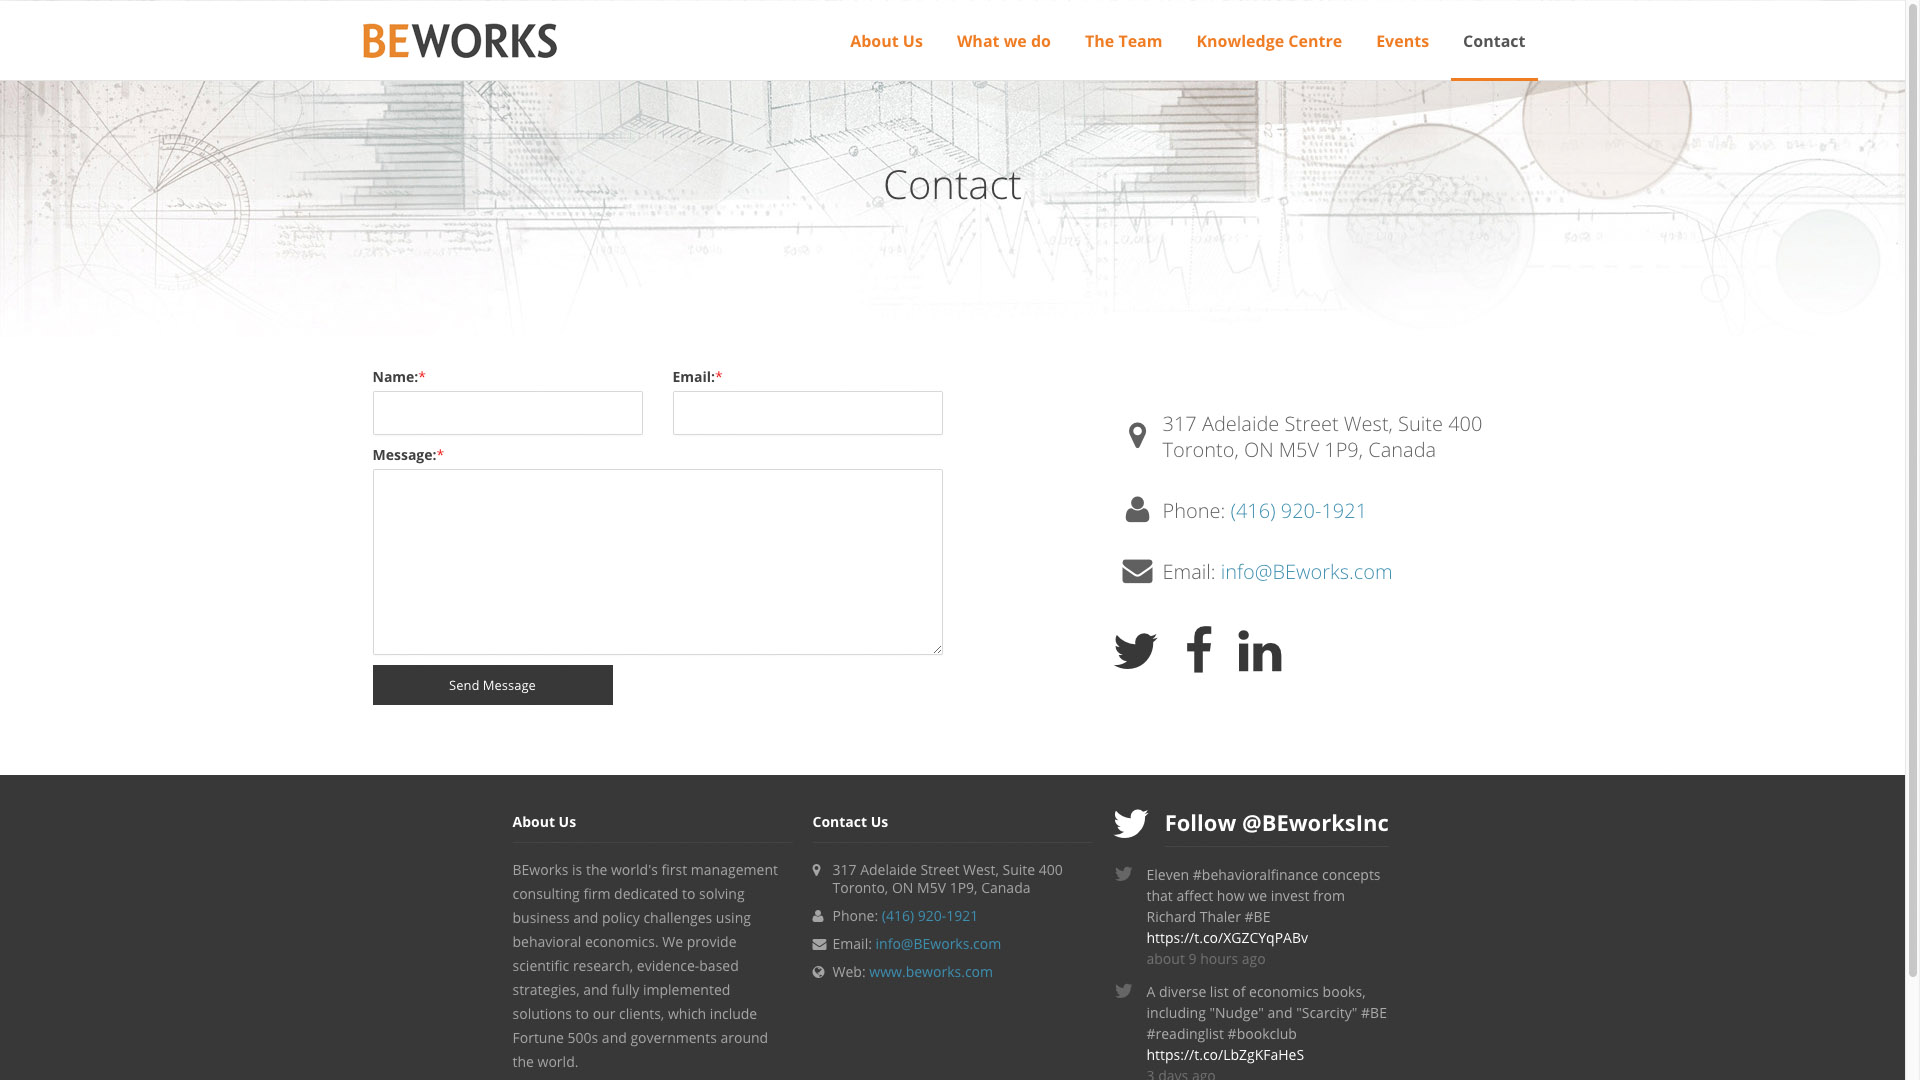 BEWORKS
About Us
What we do
The Team
Knowledge Centre
Events
Contact
Contact
Name:*
Email:*
Message:*
Send Message
317 Adelaide Street West, Suite 400
Toronto, ON M5V 1P9, Canada
Phone: (416) 920-1921
Email: info@BEworks.com
About Us
BEworks is the world's first management
consulting firm dedicated to solving
business and policy challenges using
behavioral economics. We provide
scientific research, evidence-based
strategies, and fully implemented
solutions to our clients, which include
Fortune 500s and governments around
the world.
Contact Us
317 Adelaide Street West, Suite 400
Toronto, ON M5V 1P9, Canada
Phone: (416) 920-1921
Email: info@BEworks.com
Web: www.beworks.com
Follow @BEworksInc
Eleven #behavioralfinance concepts
that affect how we invest from
Richard Thaler #BE
https://t.co/XGZCYqPABv
about 9 hours ago
A diverse list of economics books,
including "Nudge" and "Scarcity" #BE
#readinglist #bookclub
https://t.co/LbZgKFaHeS
3 days ago